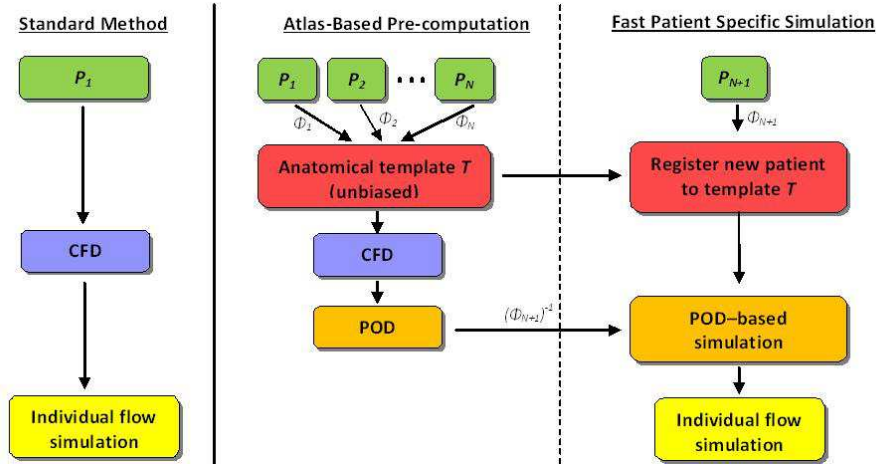 Standard Method
P1
CFD
Individual flow
simulation
Atlas-Based Pre-computation
P1
P2
...
PN
Φ1
Φ2
ΦN
Anatomical template T
(unbiased)
CFD
POD
(ΦN+1)-1
Fast Patient Specific Simulation
PN+1
ΦN+1
Register new patient
to template T
POD–based
simulation
Individual flow
simulation